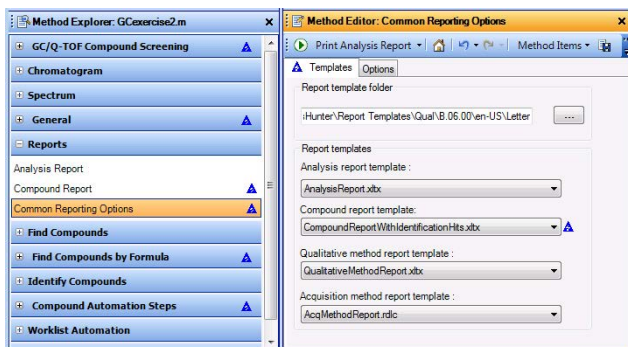 Method Explorer: GCexercise2.m
GC/Q-TOF Compound Screening
Chromatogram
Spectrum
General
Reports
Analysis Report
Compound Report
Common Reporting Options
Find Compounds
Find Compounds by Formula
Identify Compounds
Compound Automation Steps
Worklist Automation
Method Editor: Common Reporting Options
Print Analysis Report
Method Items
Templates Options
Report template folder
Hunter\Report Templates\Qual\B.06.00\en-US\Letter
...
Report templates
Analysis report template :
AnalysisReport.xltx
Compound report template:
CompoundReportWithIdentificationHits.xltx
Qualitative method report template :
QualitativeMethodReport.xltx
Acquisition method report template :
AcqMethodReport.rdlc